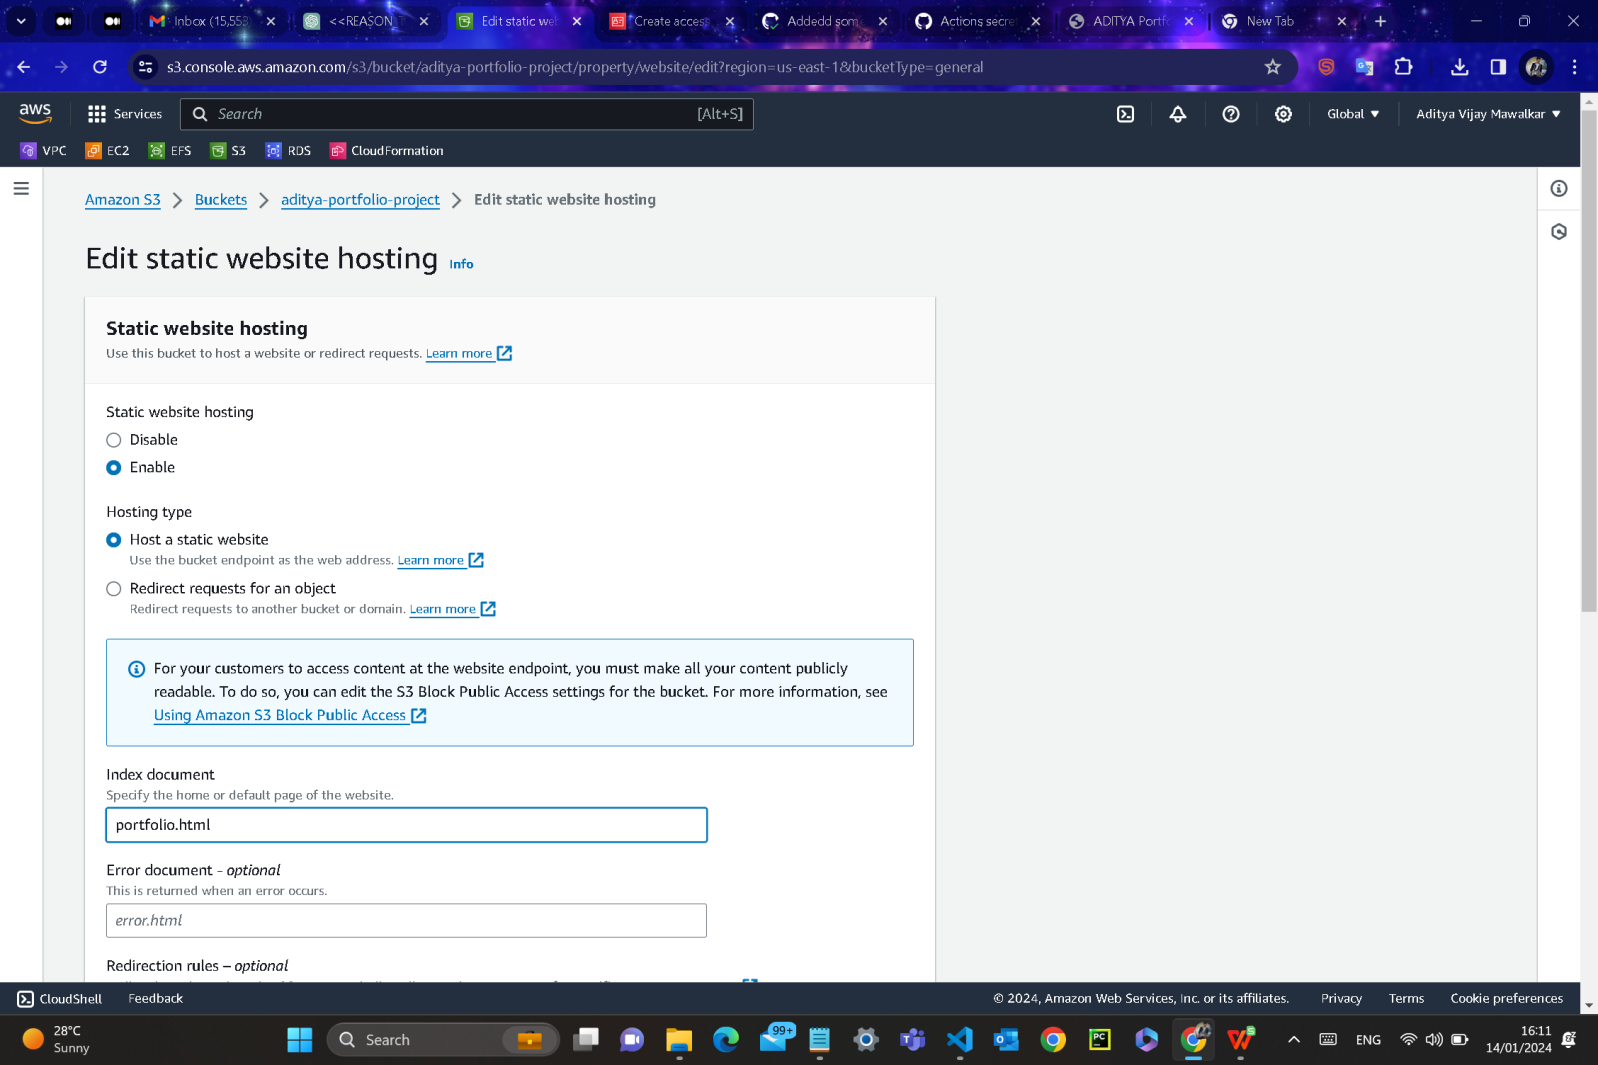 Inbox (15,553
<<REASON
Edit static we
Create acces
Addedd som
Actions secre
ADITYA Portf
New Tab
s3.console.aws.amazon.com/s3/bucket/aditya-portfolio-project/property/website/edit?region=us-east-1&bucketType=general
aws
Services
Search
[Alt+S]
Global
Aditya Vijay Mawalkar
VPC
EC2
EFS
S3
RDS
CloudFormation
Amazon S3 > Buckets > aditya-portfolio-project > Edit static website hosting
Edit static website hosting Info
Static website hosting
Use this bucket to host a website or redirect requests. Learn more
Static website hosting
Disable
Enable
Hosting type
Host a static website
Use the bucket endpoint as the web address. Learn more
Redirect requests for an object
Redirect requests to another bucket or domain. Learn more
For your customers to access content at the website endpoint, you must make all your content publicly
readable. To do so, you can edit the S3 Block Public Access settings for the bucket. For more information, see
Using Amazon S3 Block Public Access
Index document
Specify the home or default page of the website.
portfolio.html
Error document - optional
This is returned when an error occurs.
error.html
Redirection rules – optional
CloudShell
Feedback
© 2024, Amazon Web Services, Inc. or its affiliates.
Privacy
Terms
Cookie preferences
28°C
Sunny
Search
99+
ENG
16:11
14/01/2024